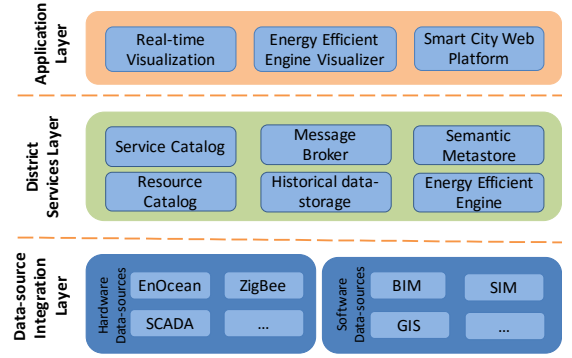 Application
Layer
Real-time
Visualization
Energy Efficient
Engine Visualizer
Smart City Web
Platform
District
Services Layer
Service Catalog
Message
Broker
Semantic
Metastore
Resource
Catalog
Historical data-
storage
Energy Efficient
Engine
Data-source
Integration
Layer
Hardware
Data-sources
EnOcean
ZigBee
SCADA
...
Software
Data-sources
BIM
SIM
GIS
...